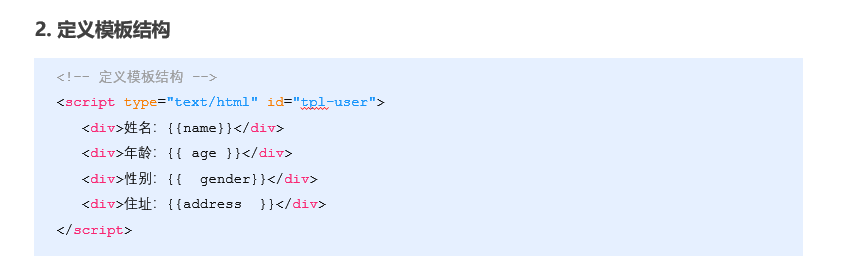 2. 定义模板结构
<!-- 定义模板结构 -->
<script type="text/html" id="tpl-user">
<div>姓名：{{name}}</div>
<div>年龄：{{ age }}</div>
<div>性别：{{  gender}}</div>
<div>住址：{{address  }}</div>
</script>